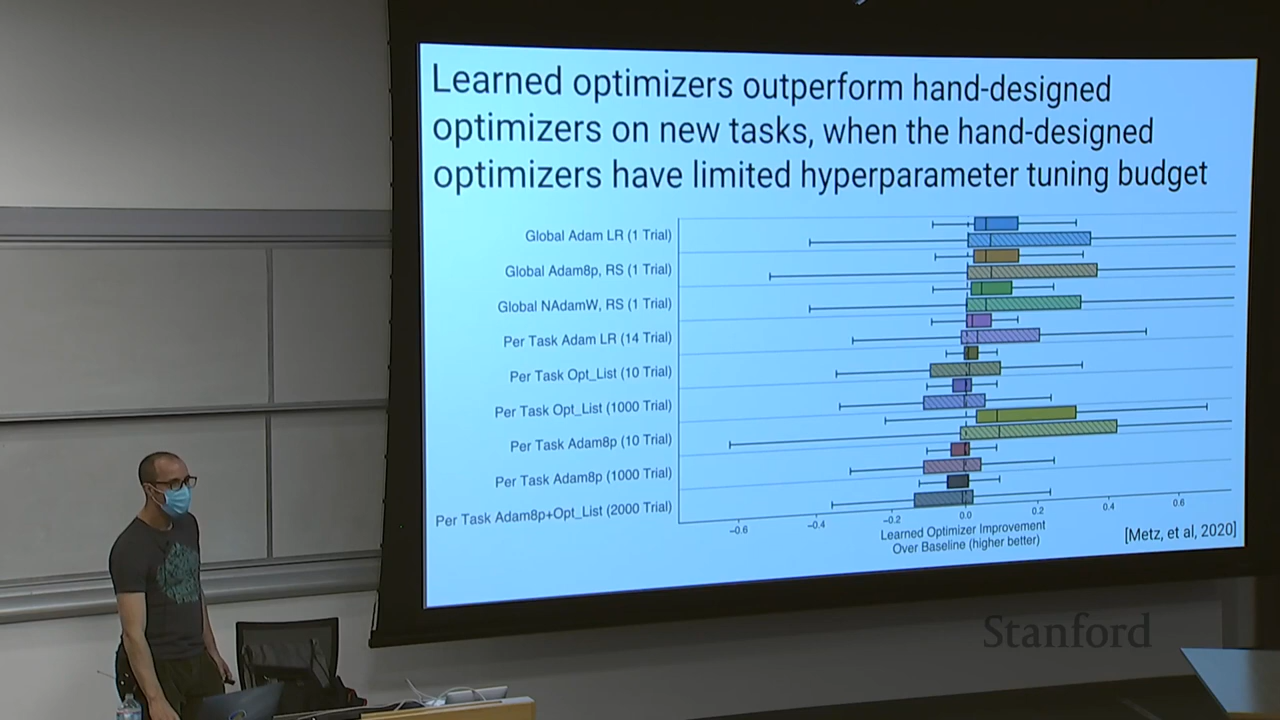 Learned optimizers outperform hand-designed
optimizers on new tasks, when the hand-designed
optimizers have limited hyperparameter tuning budget
Global Adam LR (1 Trial)
Global Adam8p, RS (1 Trial)
Global NAdamW, RS (1 Trial)
Per Task Adam LR (14 Trial)
Per Task Opt_List (10 Trial)
Per Task Opt_List (1000 Trial)
Per Task Adam8p (10 Trial)
Per Task Adam8p (1000 Trial)
Per Task Adam8p+Opt_List (2000 Trial)
−0.6 −0.4 −0.2 0.0 0.2 0.4 0.6
Learned Optimizer Improvement
Over Baseline (higher better)
[Metz, et al, 2020]
Stanford